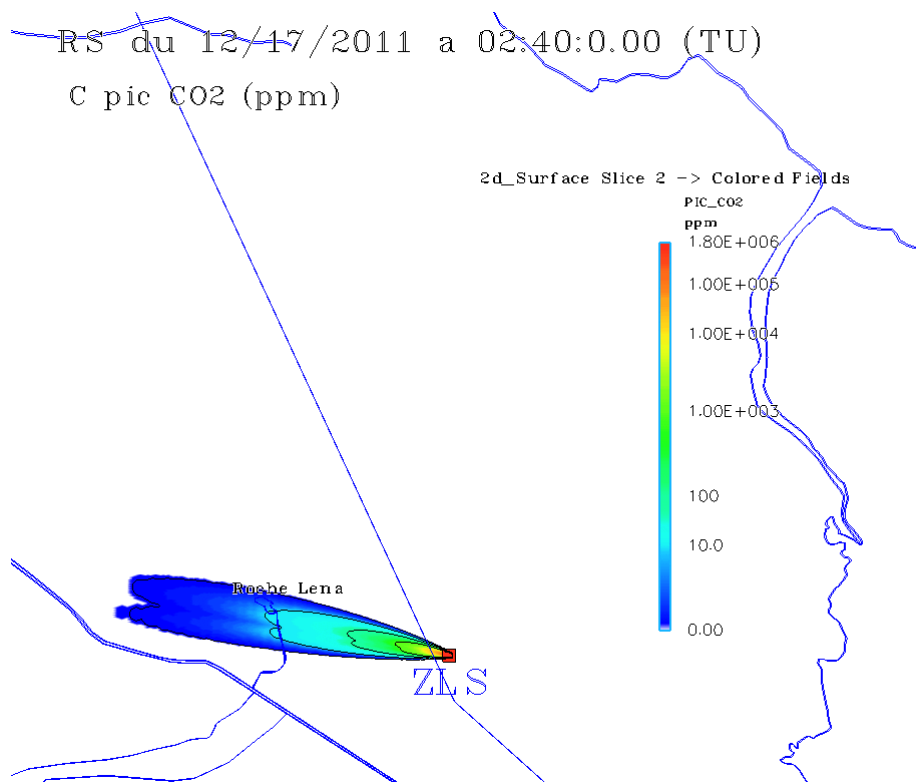 RS du 12/17/2011 a 02:40:0.00 (TU)
C pic CO2 (ppm)
2d_Surface Slice 2 -> Colored Fields
PIC_CO2
ppm
1.80E+006
1.00E+005
1.00E+004
1.00E+003
100
10.0
0.00
Roche Lena
ZLS